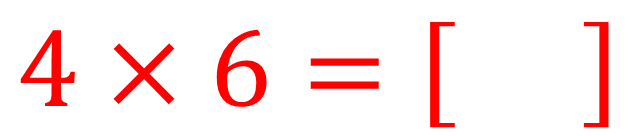 4 × 6 = [ ]